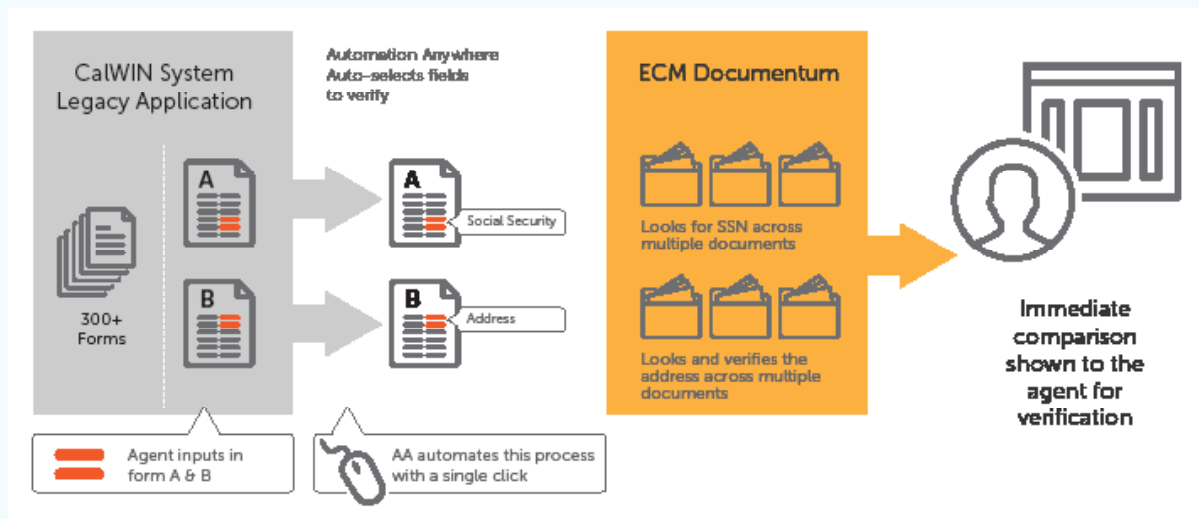 CalWIN System
Legacy Application
300+
Forms
A
B
Agent inputs in
form A & B
Automation Anywhere
Auto-selects fields
to verify
A
Social Security
B
Address
AA automates this process
with a single click
ECM Documentum
Looks for SSN across
multiple documents
Looks and verifies the
address across multiple
documents
Immediate
comparison
shown to the
agent for
verification